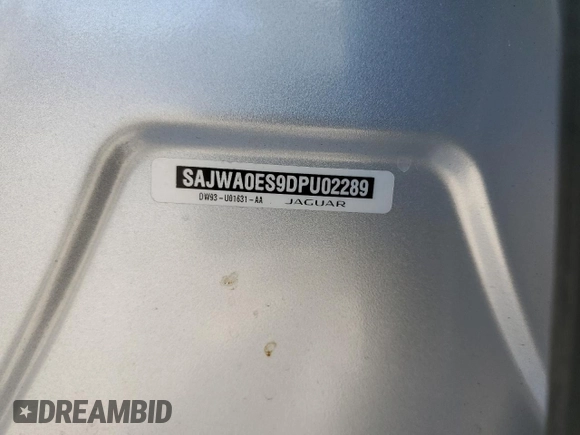 SAJWA0ES9DPU02289
DW93-U01631-AA JAGUAR
DREAMBID